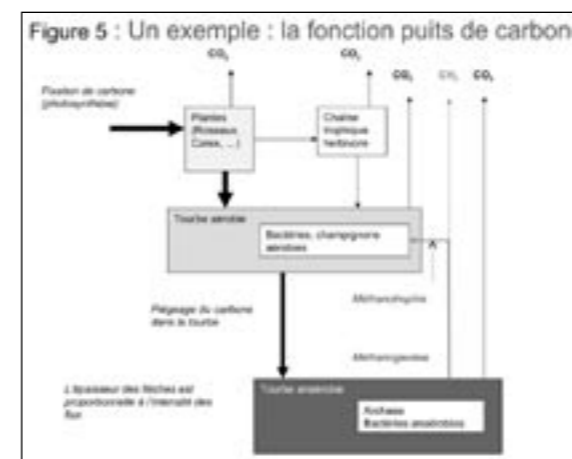 Figure 5 : Un exemple : la fonction puits de carbon
CO₂
CO₂
CO₂ CH₄ CO₂
Fixation de carbone
(photosynthèse)
Plantes
(Roseaux,
Carex, ...)
Chaîne
trophique
herbivore
Tourbe aérobie
Bactéries, champignons
aérobies
Piégeage du carbone
dans la tourbe
Méthanotrophie
Méthanogenèse
L'épaisseur des flèches est
proportionnelle à l'intensité des
flux
Tourbe anaérobie
Archaea
Bactéries anaérobies